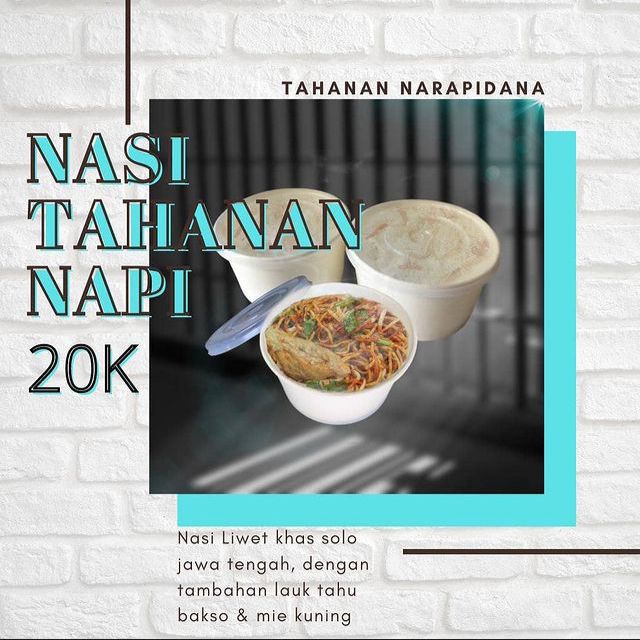 TAHANAN NARAPIDANA
NASI
TAHANAN
NAPI
20K
Nasi Liwet khas solo
jawa tengah, dengan
tambahan lauk tahu
bakso & mie kuning